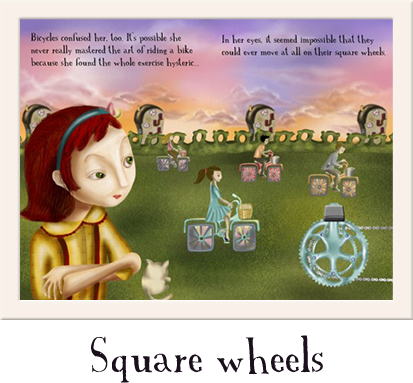 Bicycles confused her, too. It's possible she
never really mastered the art of riding a bike
because she found the whole exercise hysteric...
In her eyes, it seemed impossible that they
could ever move at all on their square wheels.
Square wheels